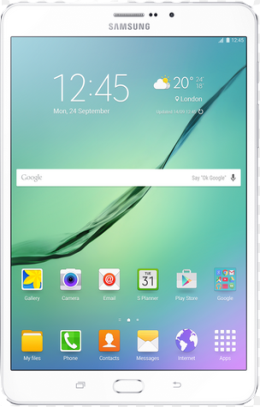 SAMSUNG
12:45
12:45
20°
Mon, 24 September
London
Google
Say "Ok Google"
31
Gallery
Camera
Email
S Planner
Play Store
Google
My files
Phone
Contacts
Messages
Internet
Apps